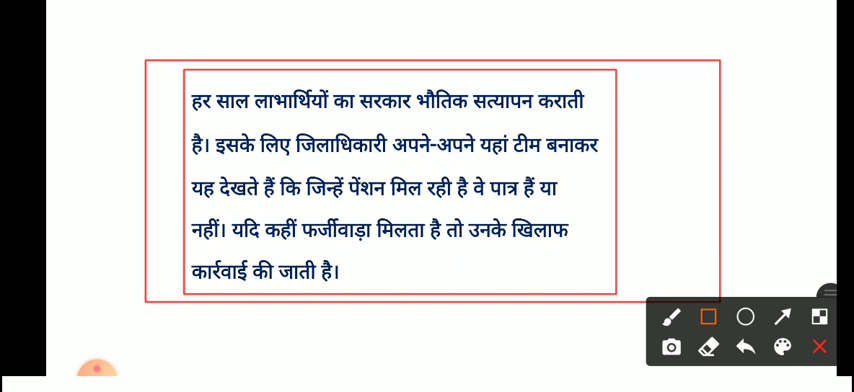 हर साल लाभार्थियों का सरकार भौतिक सत्यापन कराती
है। इसके लिए जिलाधिकारी अपने-अपने यहां टीम बनाकर
यह देखते हैं कि जिन्हें पेंशन मिल रही है वे पात्र हैं या
नहीं। यदि कहीं फर्जीवाड़ा मिलता है तो उनके खिलाफ
कार्रवाई की जाती है।